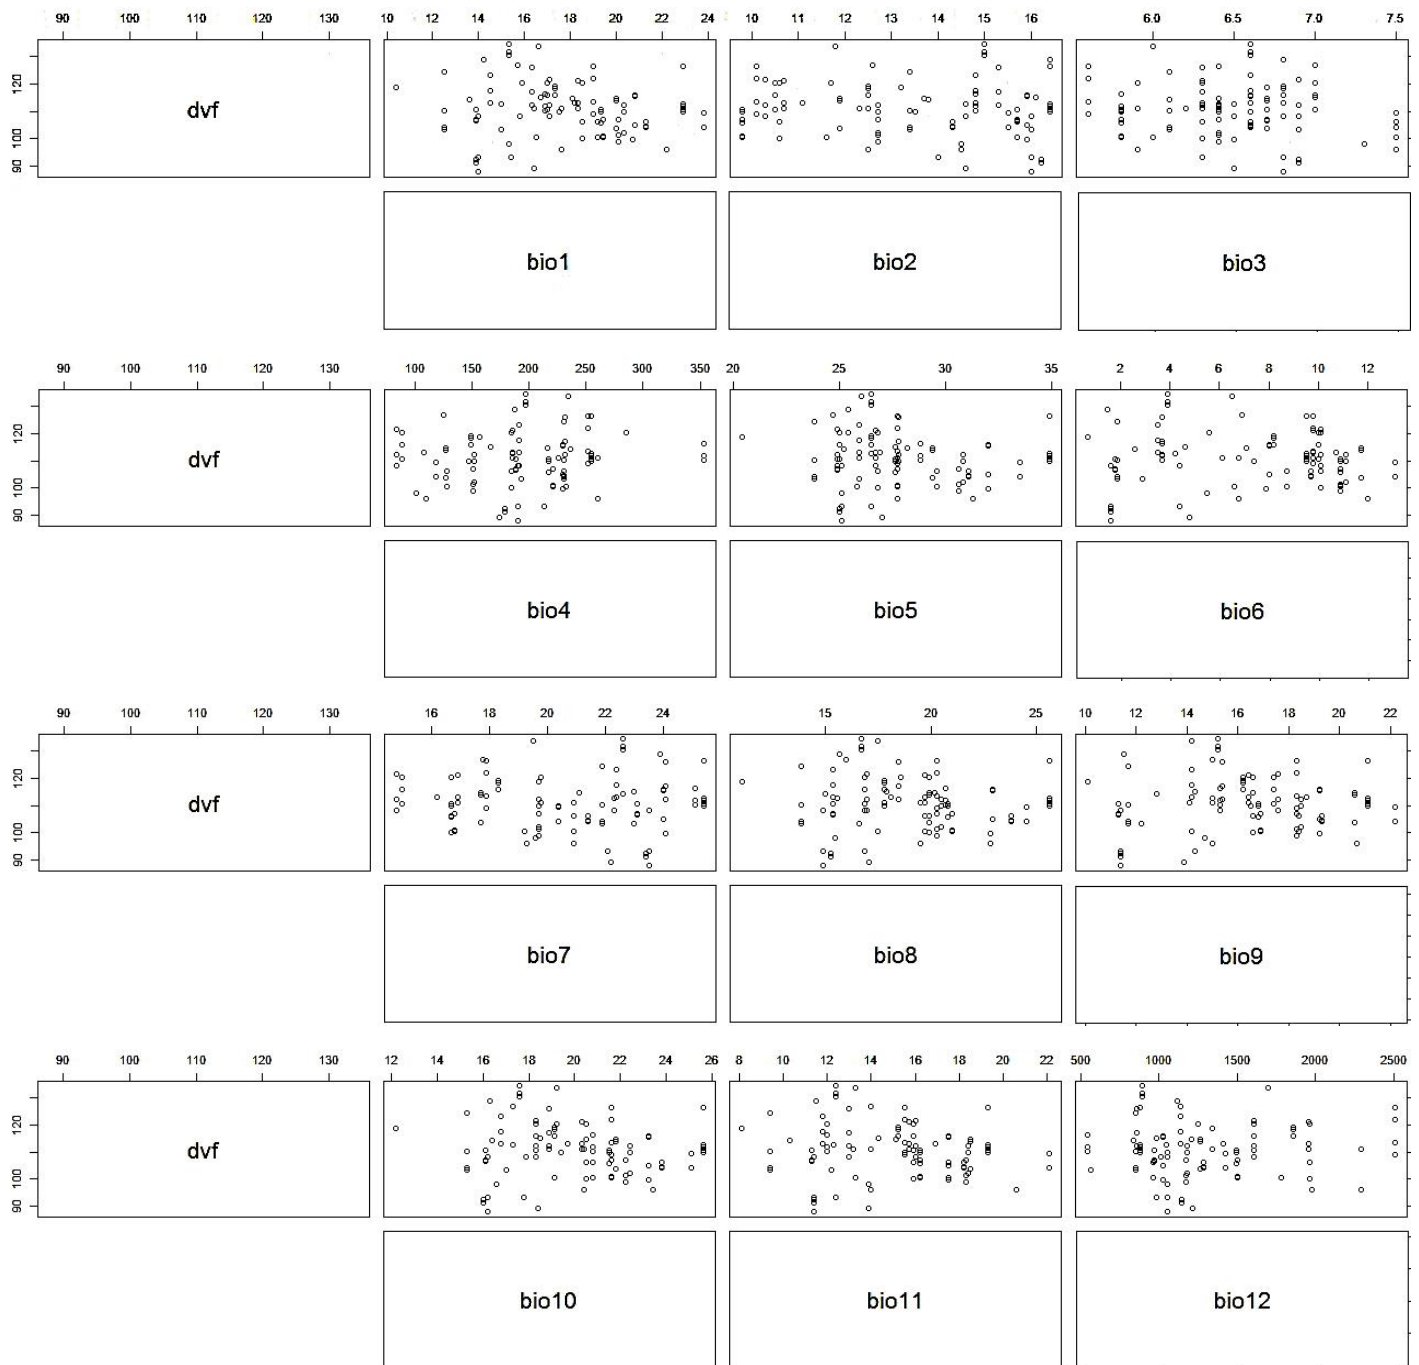 90 100 110 120 130 10 12 14 16 18 20 22 24 10 11 12 13 14 15 16 6.0 6.5 7.0 7.5
90 100 120
dvf
bio1 bio2 bio3
90 100 110 120 130 100 150 200 250 300 350 20 25 30 35 2 4 6 8 10 12
90 100 120
dvf
bio4 bio5 bio6
90 100 110 120 130 16 18 20 22 24 15 20 25 10 12 14 16 18 20 22
90 100 120
dvf
bio7 bio8 bio9
90 100 110 120 130 12 14 16 18 20 22 24 26 8 10 12 14 16 18 20 22 500 1000 1500 2000 2500
90 100 120
dvf
bio10 bio11 bio12